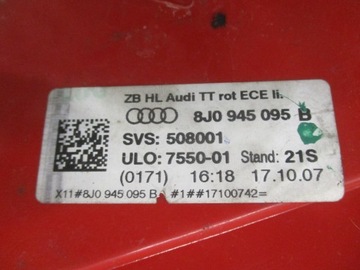 ZB HL Audi TT rot ECE li.
8J0 945 095 B
SVS: 508001
ULO: 7550-01 Stand: 21S
(0171) 16:18 17.10.07
X11#8J0 945 095 B #1##17100742=